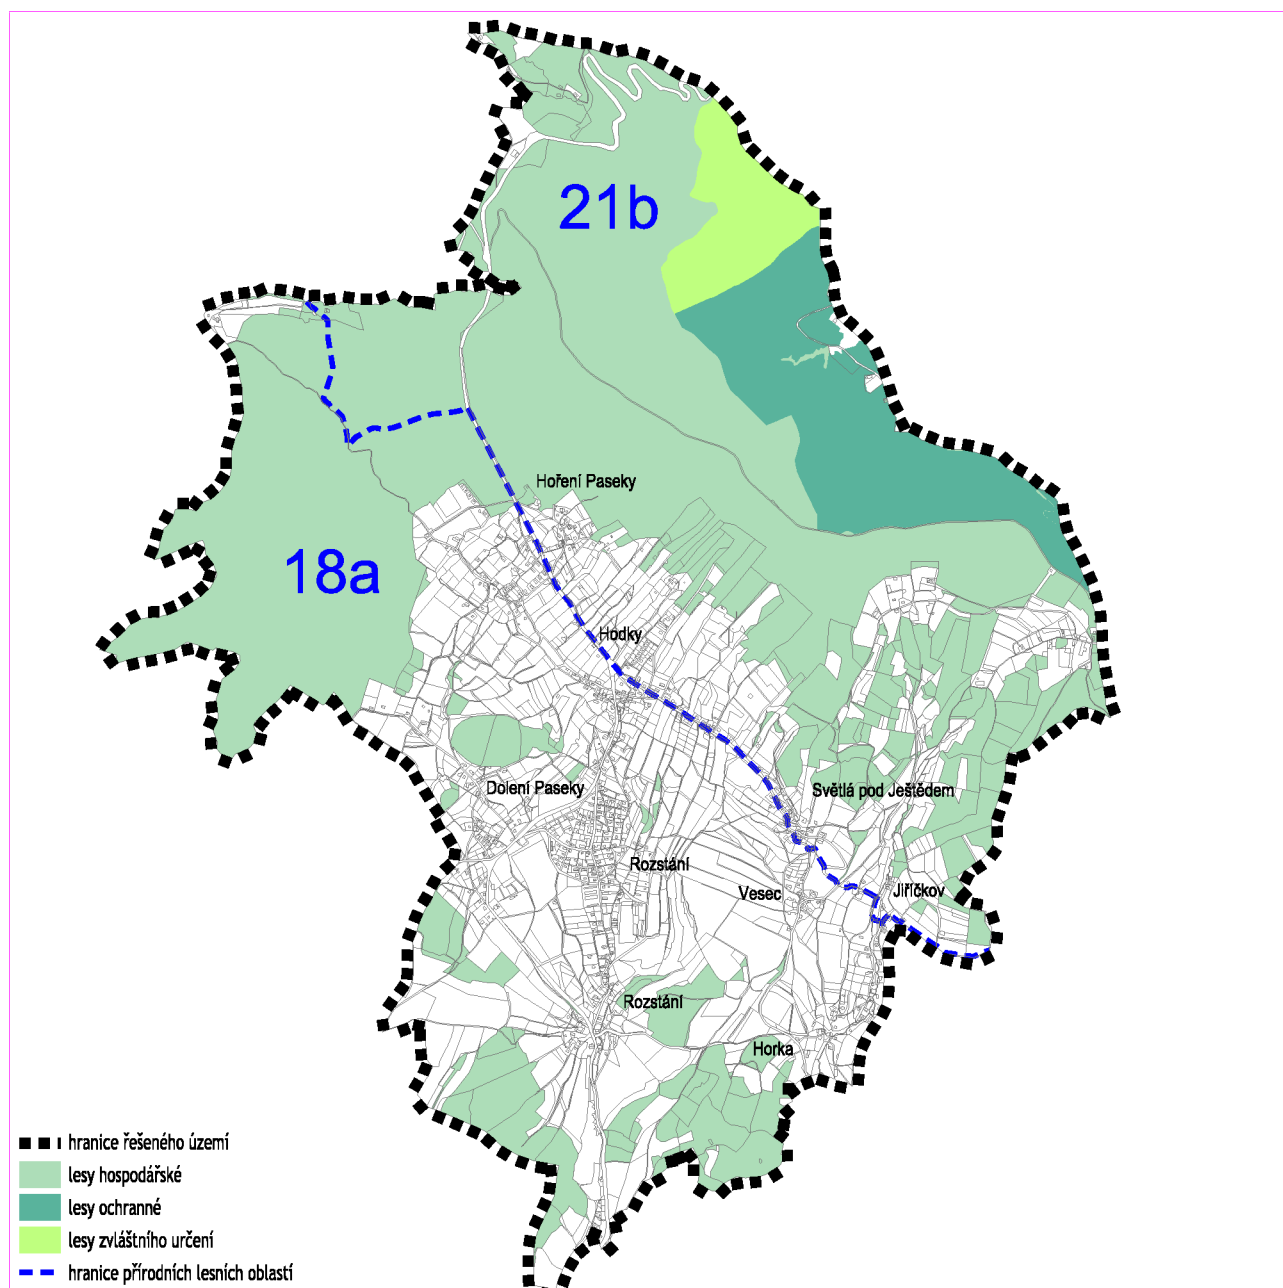 21b
Hoření Paseky
18a
Hodky
Dolení Paseky
Světlá pod Ještědem
Rozstání
Vesec
Jiříčkov
Rozstání
Horka
hranice řešeného území
lesy hospodářské
lesy ochranné
lesy zvláštního určení
hranice přírodních lesních oblastí